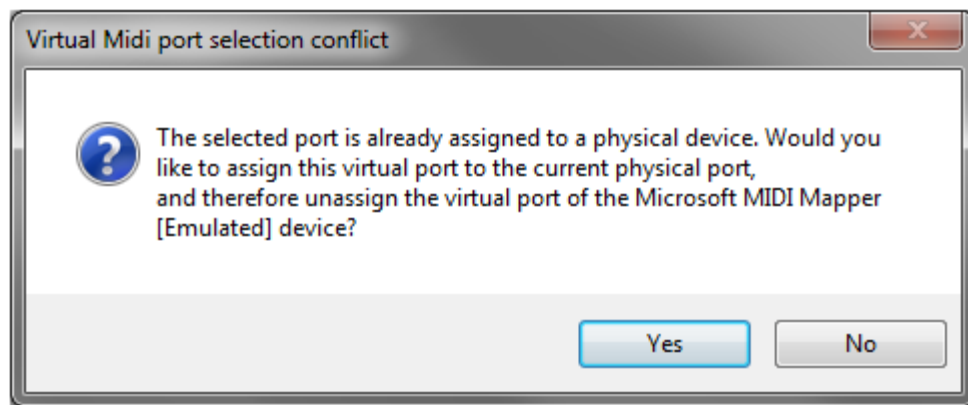 Virtual Midi port selection conflict
The selected port is already assigned to a physical device. Would you
like to assign this virtual port to the current physical port,
and therefore unassign the virtual port of the Microsoft MIDI Mapper
[Emulated] device?
Yes
No